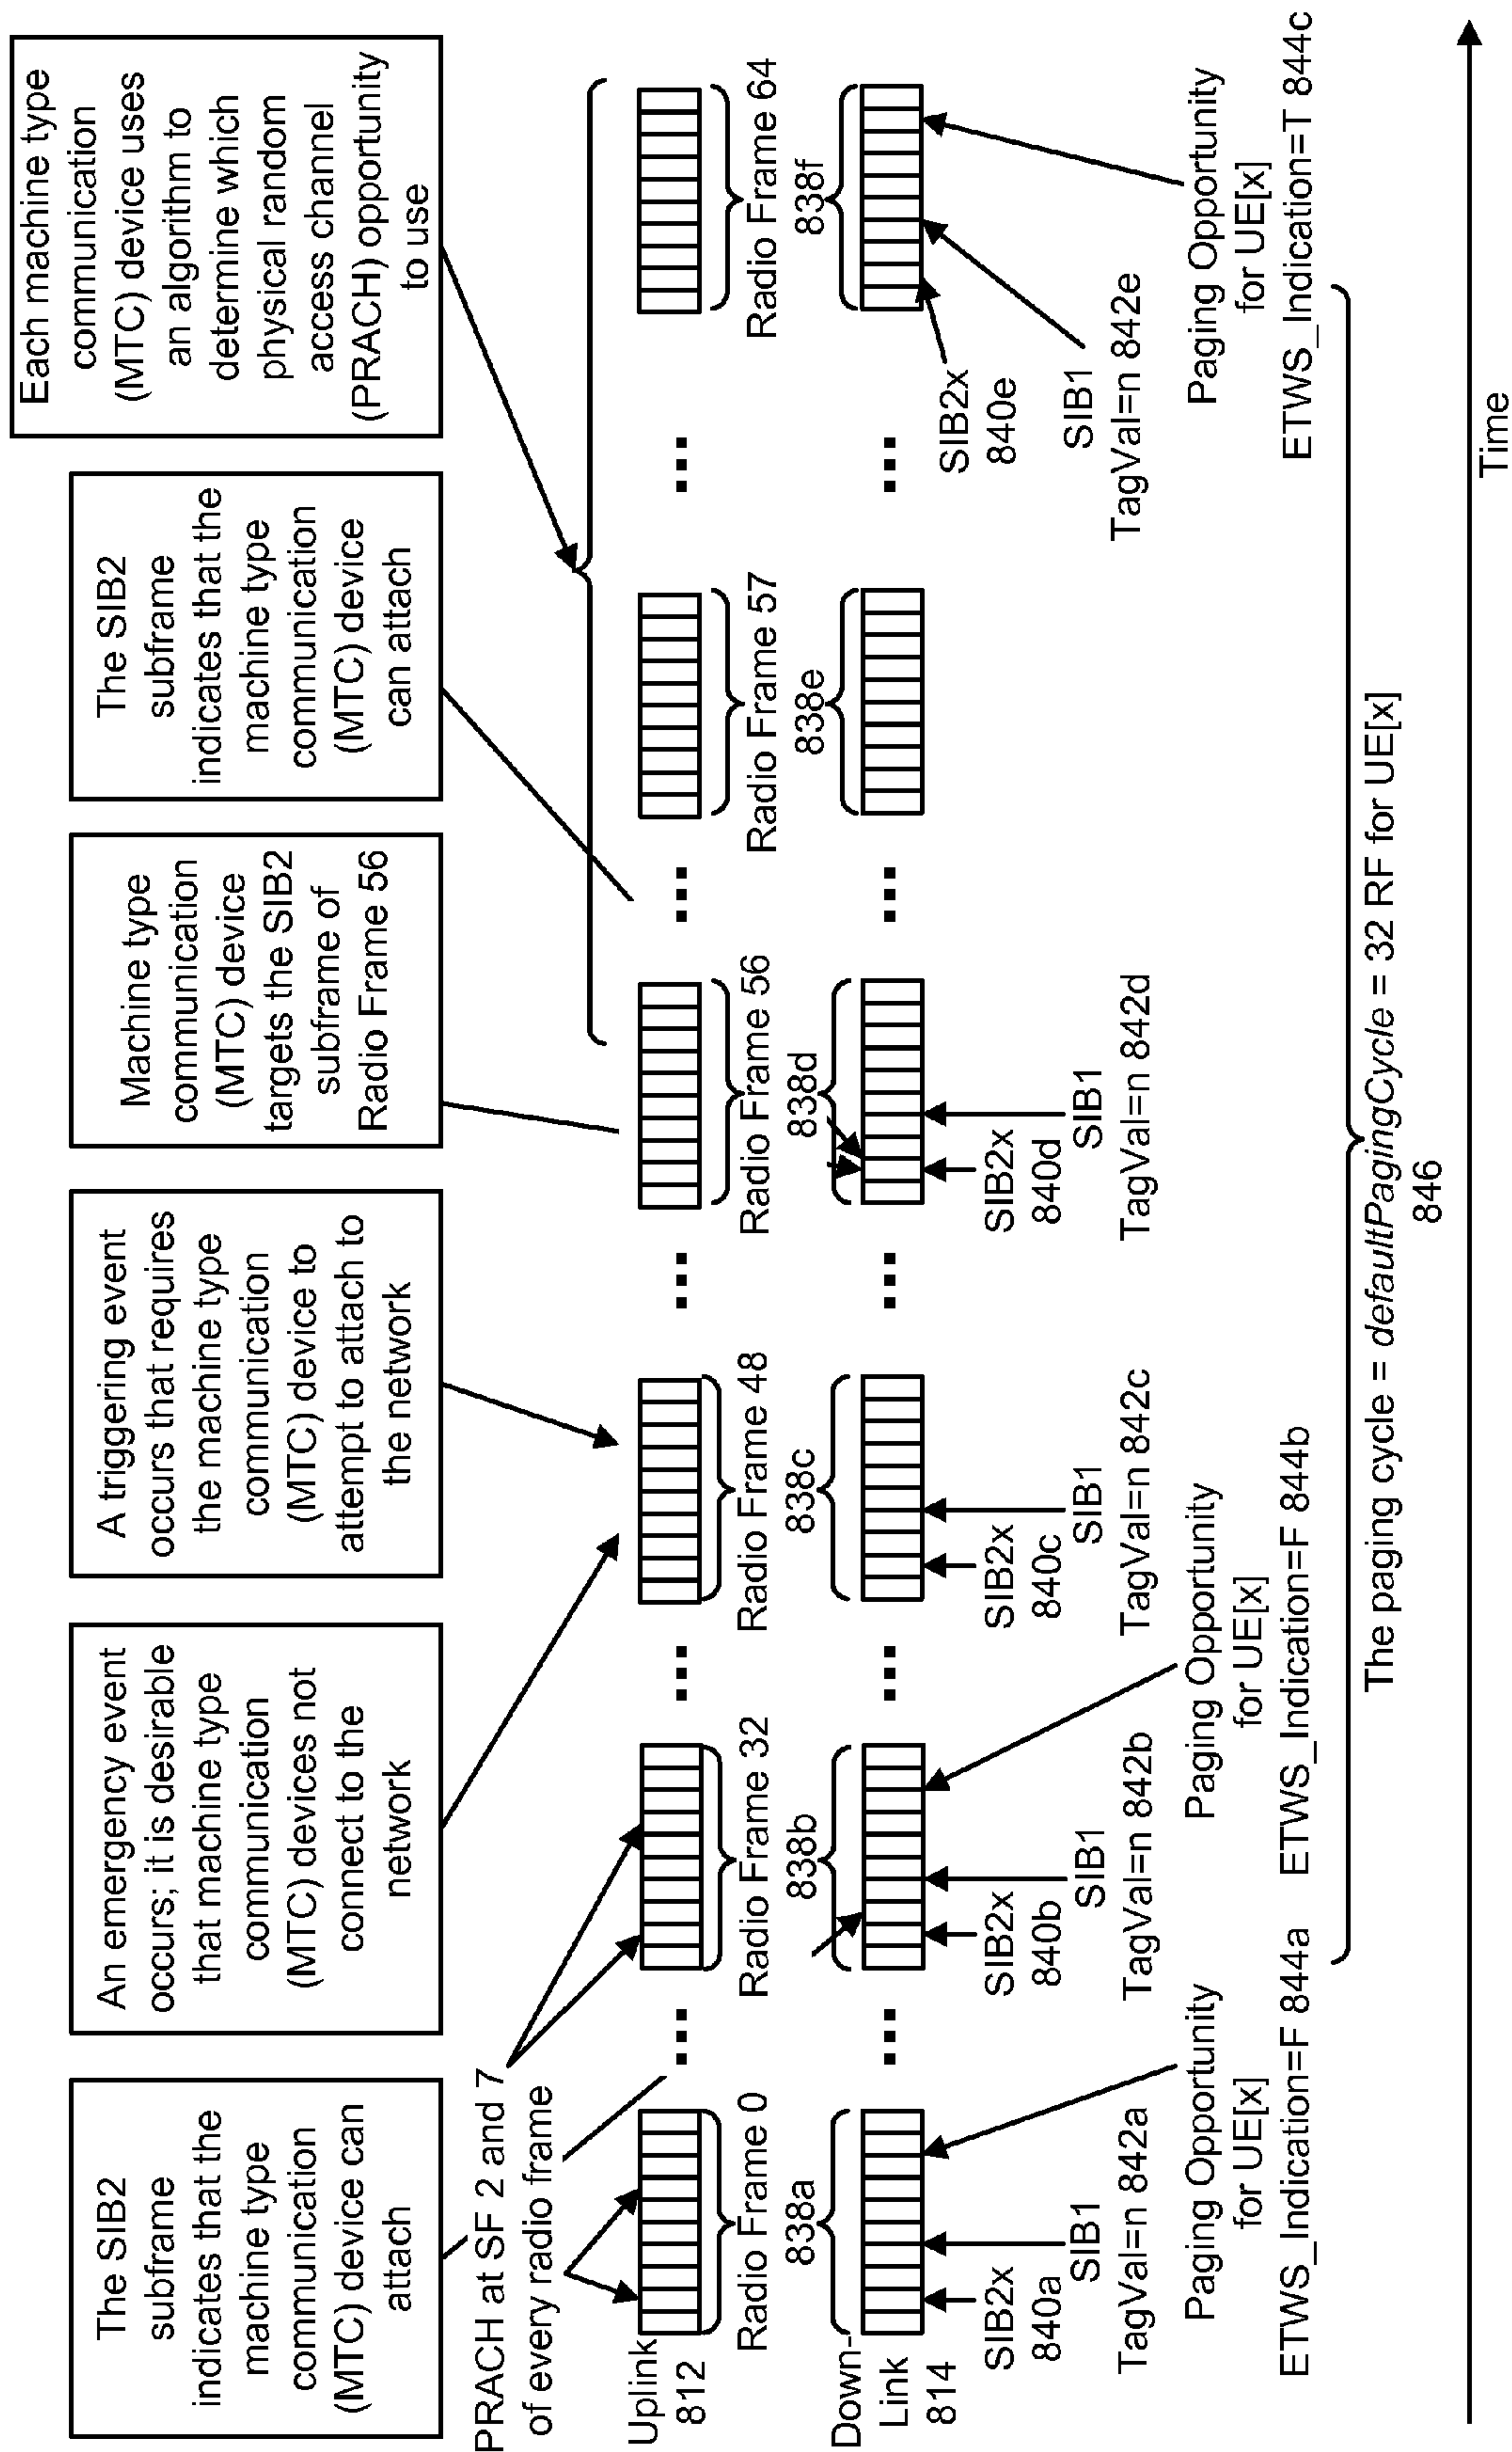 The SIB2
subframe
indicates that the
machine type
communication
(MTC) device can
attach
An emergency event
occurs; it is desirable
that machine type
communication
(MTC) devices not
connect to the
network
A triggering event
occurs that requires
the machine type
communication
(MTC) device to
attempt to attach to
the network
Machine type
communication
(MTC) device
targets the SIB2
subframe of
Radio Frame 56
The SIB2
subframe
indicates that the
machine type
communication
(MTC) device
can attach
Each machine type
communication
(MTC) device uses
an algorithm to
determine which
physical random
access channel
(PRACH) opportunity
to use
PRACH at SF 2 and 7
of every radio frame
Uplink
812
...
...
...
...
...
Radio Frame 0
Radio Frame 32
Radio Frame 48
Radio Frame 56
Radio Frame 57
Radio Frame 64
838a
838b
838c
838d
838e
838f
Down-
Link
814
...
...
...
...
...
SIB2x
840a
SIB1
TagVal=n 842a
SIB2x
840b
SIB1
TagVal=n 842b
SIB2x
840c
SIB1
TagVal=n 842c
SIB2x
840d
SIB1
TagVal=n 842d
SIB2x
840e
SIB1
TagVal=n 842e
Paging Opportunity
for UE[x]
ETWS_Indication=F 844a
Paging Opportunity
for UE[x]
ETWS_Indication=F 844b
Paging Opportunity
for UE[x]
ETWS_Indication=T 844c
The paging cycle = defaultPagingCycle = 32 RF for UE[x]
846
Time